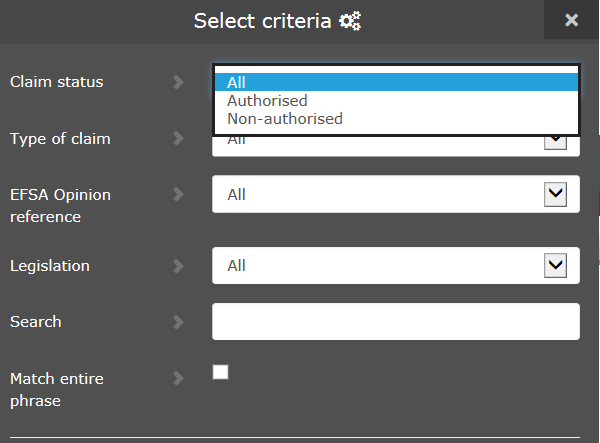 Select criteria
Claim status
All
Authorised
Non-authorised
Type of claim
All
EFSA Opinion
reference
All
Legislation
All
Search
Match entire
phrase